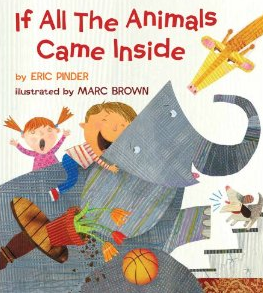 If All The Animals
Came Inside
by ERIC PINDER
illustrated by MARC BROWN